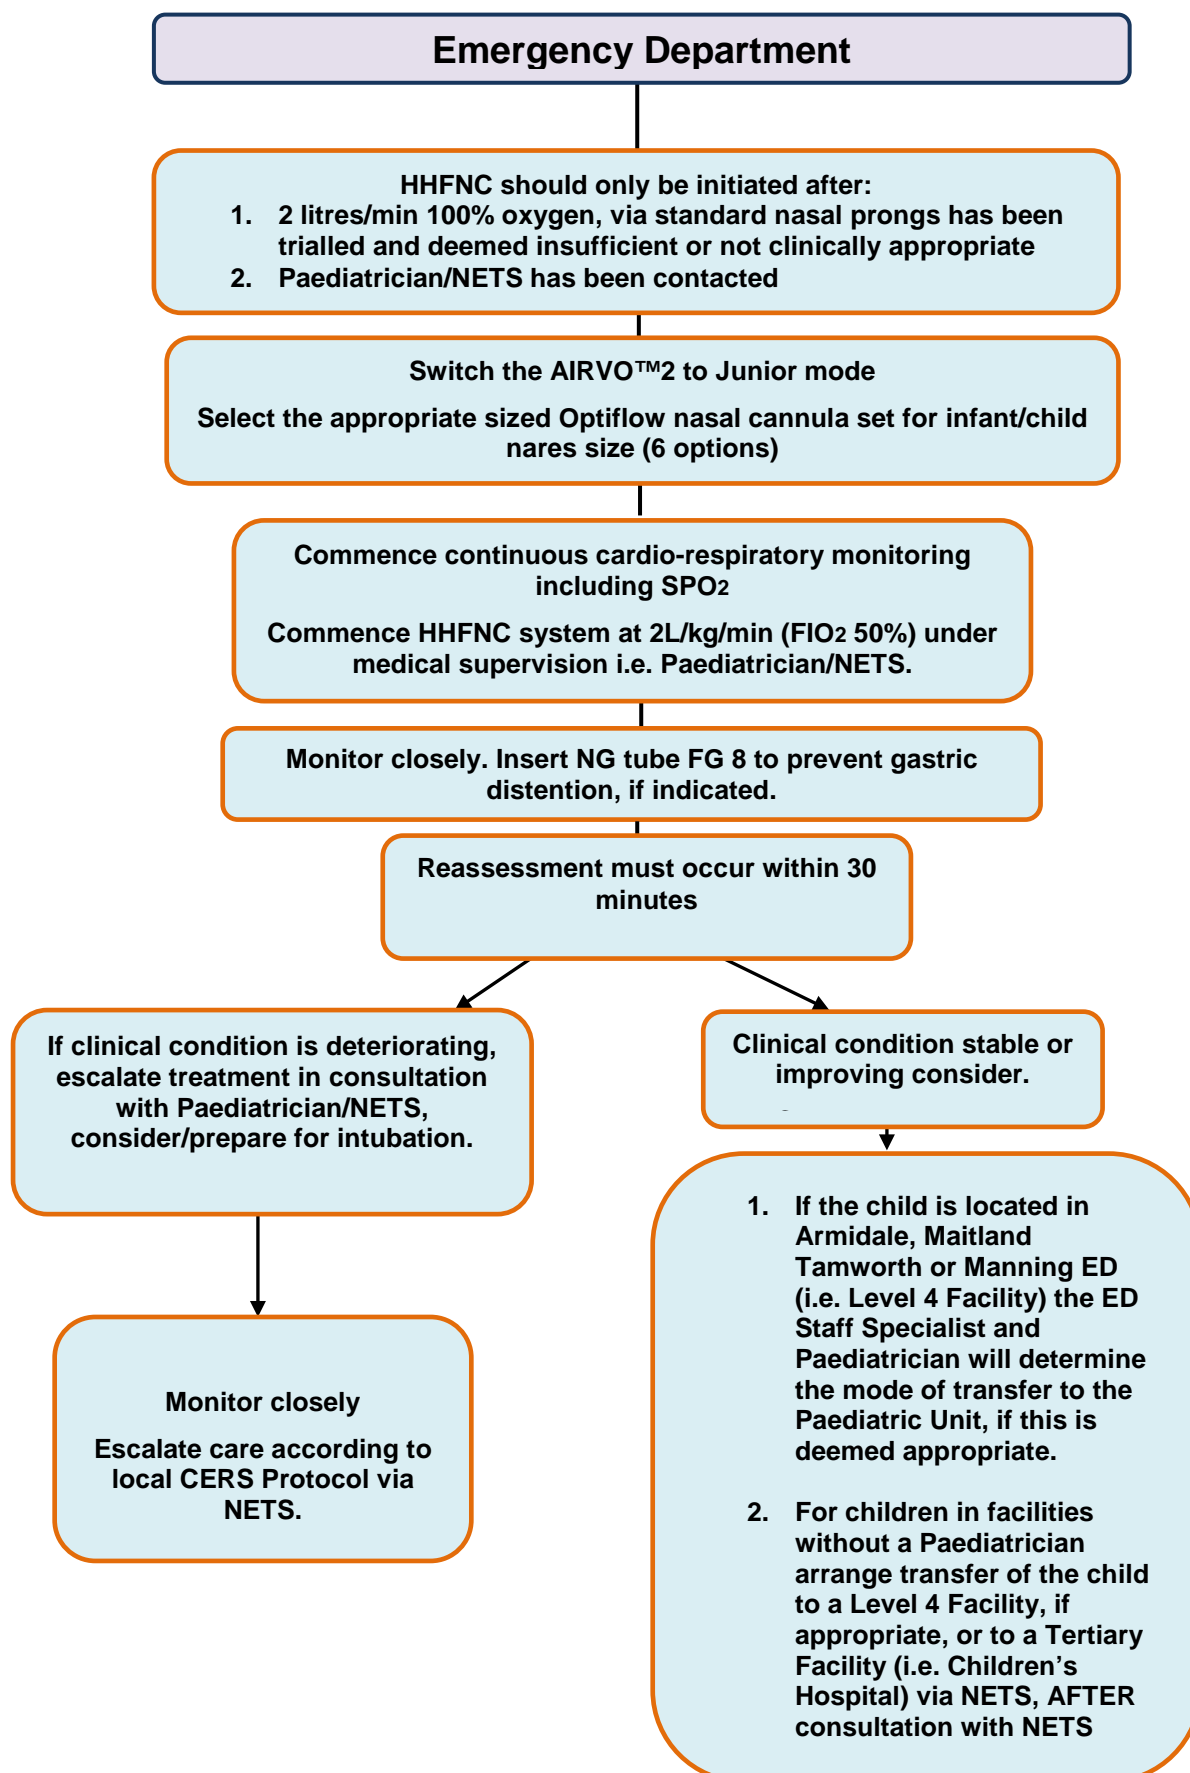 Emergency Department
HHFNC should only be initiated after:
1. 2 litres/min 100% oxygen, via standard nasal prongs has been
trialled and deemed insufficient or not clinically appropriate
2. Paediatrician/NETS has been contacted
Switch the AIRVO™2 to Junior mode
Select the appropriate sized Optiflow nasal cannula set for infant/child
nares size (6 options)
Commence continuous cardio-respiratory monitoring
including SPO2
Commence HHFNC system at 2L/kg/min (FIO2 50%) under
medical supervision i.e. Paediatrician/NETS.
Monitor closely. Insert NG tube FG 8 to prevent gastric
distention, if indicated.
Reassessment must occur within 30
minutes
If clinical condition is deteriorating,
escalate treatment in consultation
with Paediatrician/NETS,
consider/prepare for intubation.
Monitor closely
Escalate care according to
local CERS Protocol via
NETS.
Clinical condition stable or
improving consider.
1. If the child is located in
Armidale, Maitland
Tamworth or Manning ED
(i.e. Level 4 Facility) the ED
Staff Specialist and
Paediatrician will determine
the mode of transfer to the
Paediatric Unit, if this is
deemed appropriate.
2. For children in facilities
without a Paediatrician
arrange transfer of the child
to a Level 4 Facility, if
appropriate, or to a Tertiary
Facility (i.e. Children’s
Hospital) via NETS, AFTER
consultation with NETS